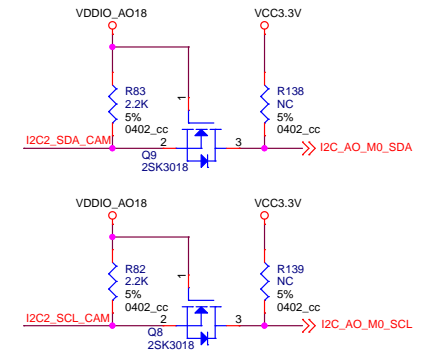 VDDIO_AO18
VCC3.3V
R83
2.2K
5%
0402_cc
1
R138
NC
5%
0402_cc
I2C2_SDA_CAM
2
3
I2C_AO_M0_SDA
Q9
2SK3018
VDDIO_AO18
VCC3.3V
R82
2.2K
5%
0402_cc
1
R139
NC
5%
0402_cc
I2C2_SCL_CAM
2
3
I2C_AO_M0_SCL
Q8
2SK3018